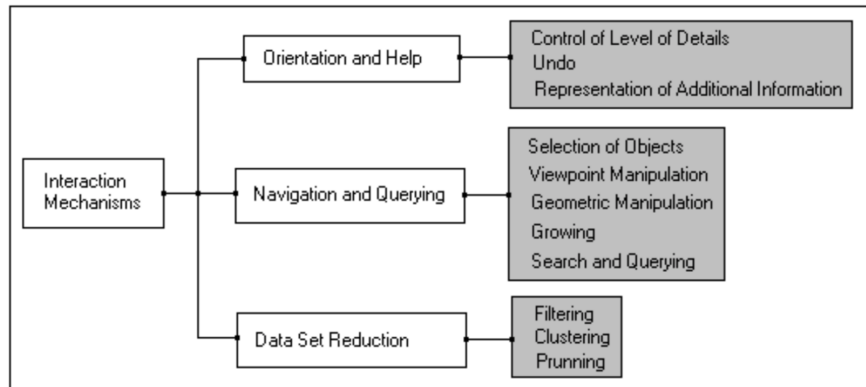 Interaction
Mechanisms
Orientation and Help
Control of Level of Details
Undo
Representation of Additional Information
Navigation and Querying
Selection of Objects
Viewpoint Manipulation
Geometric Manipulation
Growing
Search and Querying
Data Set Reduction
Filtering
Clustering
Prunning